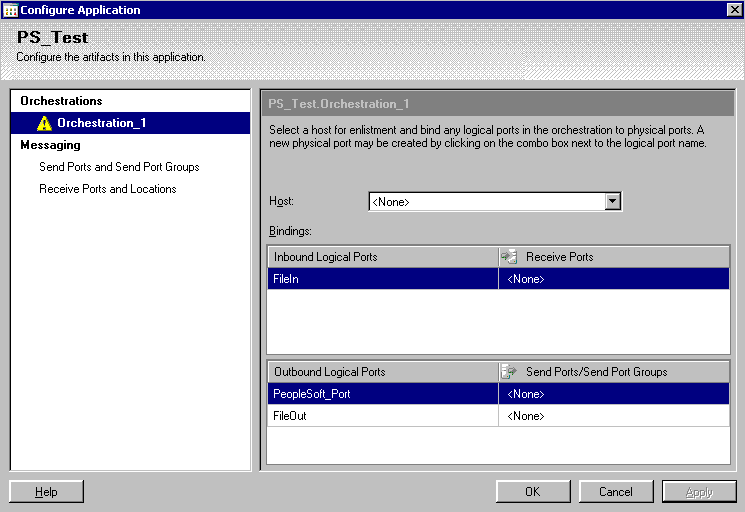 Configure Application
PS_Test
Configure the artifacts in this application.
Orchestrations
Orchestration_1
Messaging
Send Ports and Send Port Groups
Receive Ports and Locations
PS_Test.Orchestration_1
Select a host for enlistment and bind any logical ports in the orchestration to physical ports. A
new physical port may be created by clicking on the combo box next to the logical port name.
Host: <None>
Bindings:
Inbound Logical Ports Receive Ports
FileIn <None>
Outbound Logical Ports Send Ports/Send Port Groups
PeopleSoft_Port <None>
FileOut <None>
Help OK Cancel Apply